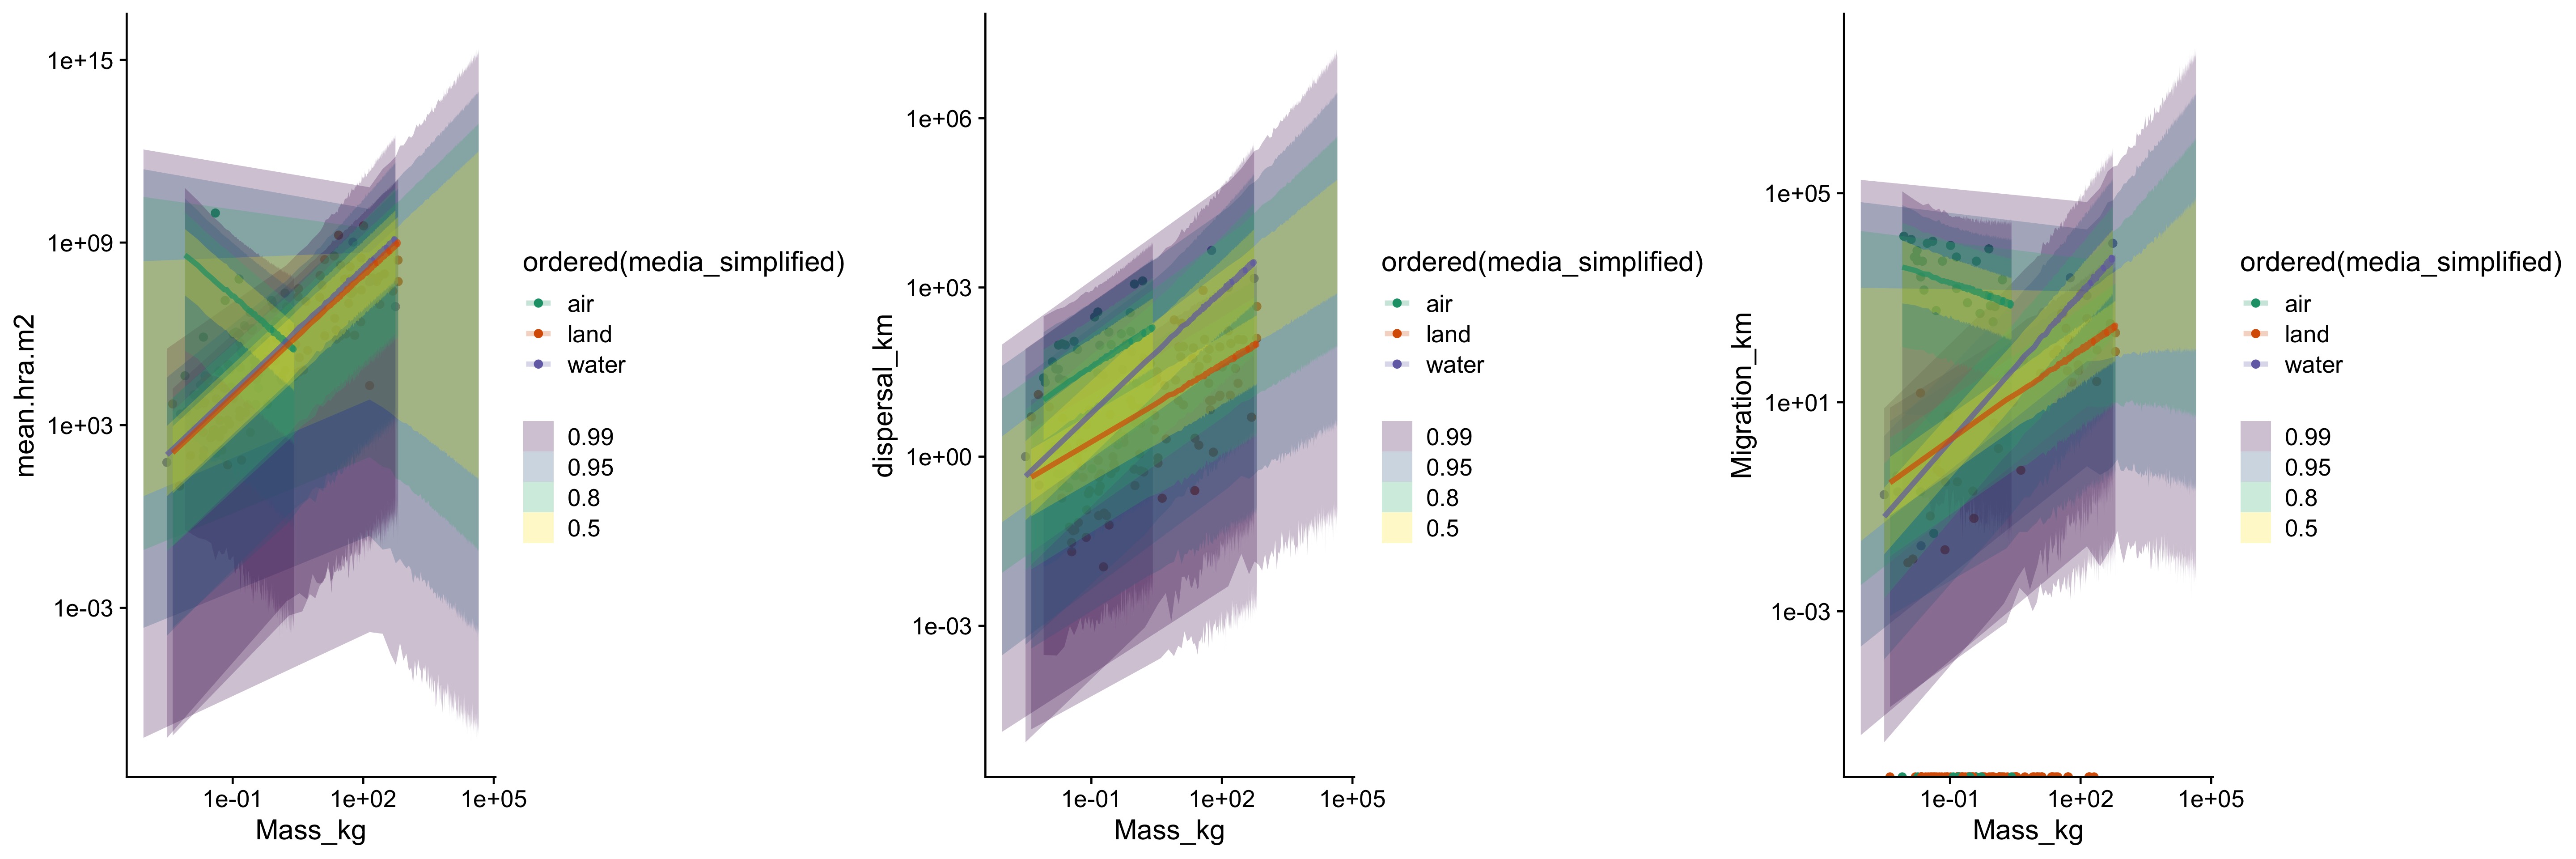 1e+15
1e+09
1e+03
1e-03
mean.hra.m2
1e-01 1e+02 1e+05
Mass_kg
ordered(media_simplified)
air
land
water
0.99
0.95
0.8
0.5
1e+06
1e+03
1e+00
1e-03
dispersal_km
1e-01 1e+02 1e+05
Mass_kg
ordered(media_simplified)
air
land
water
0.99
0.95
0.8
0.5
1e+05
1e+01
1e-03
Migration_km
1e-01 1e+02 1e+05
Mass_kg
ordered(media_simplified)
air
land
water
0.99
0.95
0.8
0.5